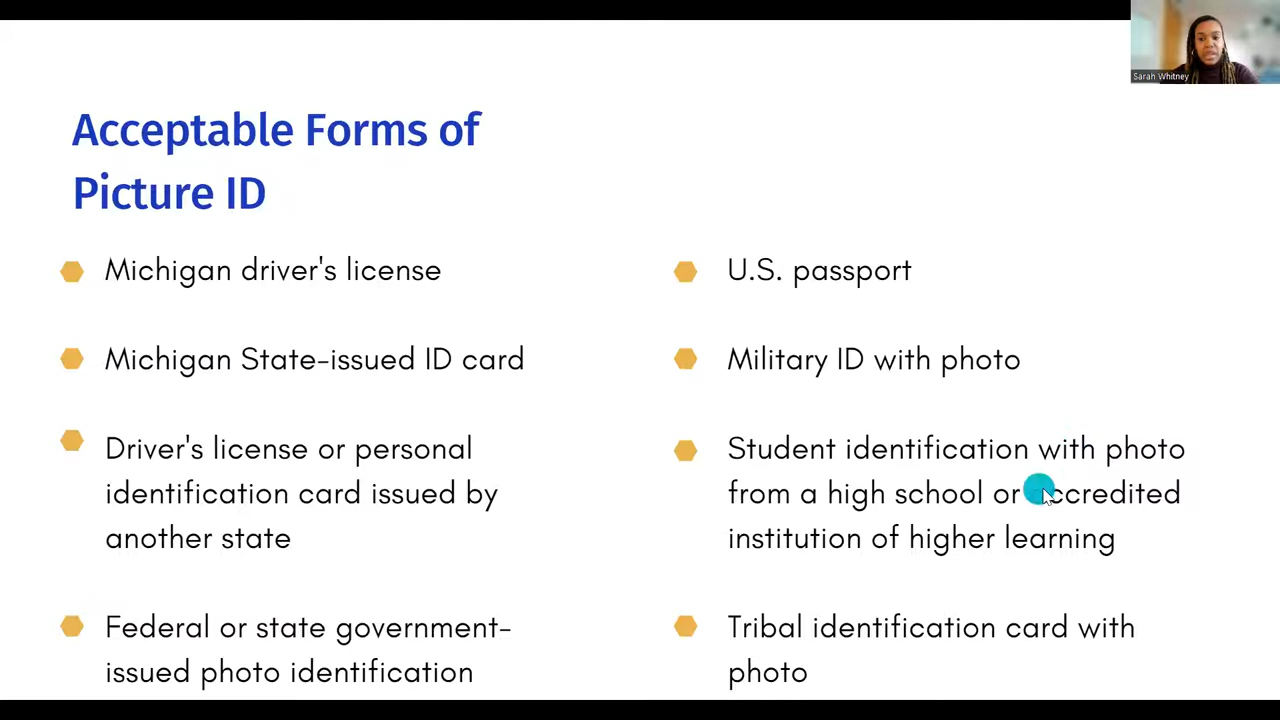 Sarah Whitney
Acceptable Forms of
Picture ID
Michigan driver's license
Michigan State-issued ID card
Driver's license or personal
identification card issued by
another state
Federal or state government-
issued photo identification
U.S. passport
Military ID with photo
Student identification with photo
from a high school or accredited
institution of higher learning
Tribal identification card with
photo